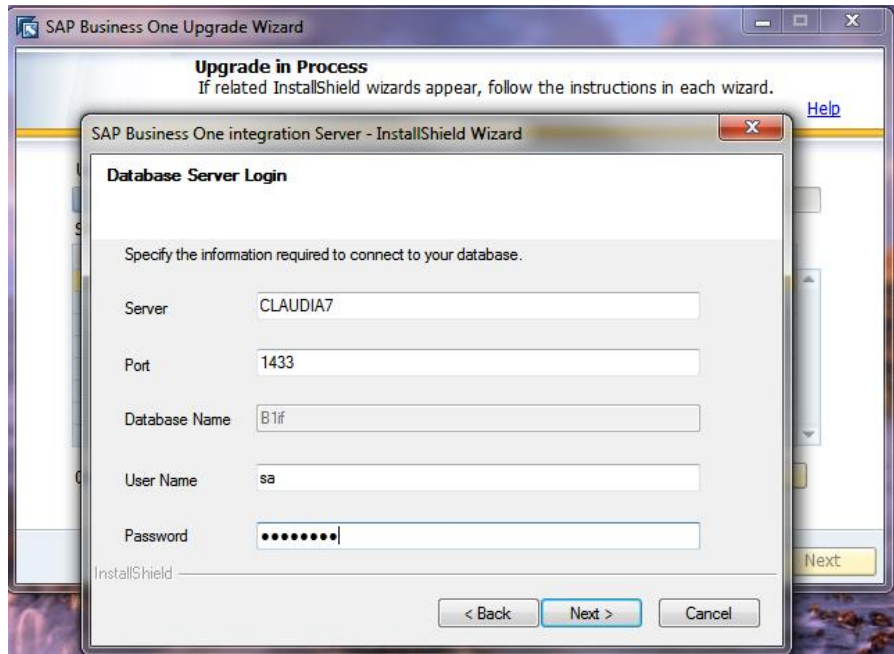 SAP Business One Upgrade Wizard
Upgrade in Process
If related InstallShield wizards appear, follow the instructions in each wizard.
Help
SAP Business One integration Server - InstallShield Wizard
Database Server Login
Specify the information required to connect to your database.
Server CLAUDIA7
Port 1433
Database Name B1if
User Name sa
Password ••••••••
InstallShield
< Back Next > Cancel
Next